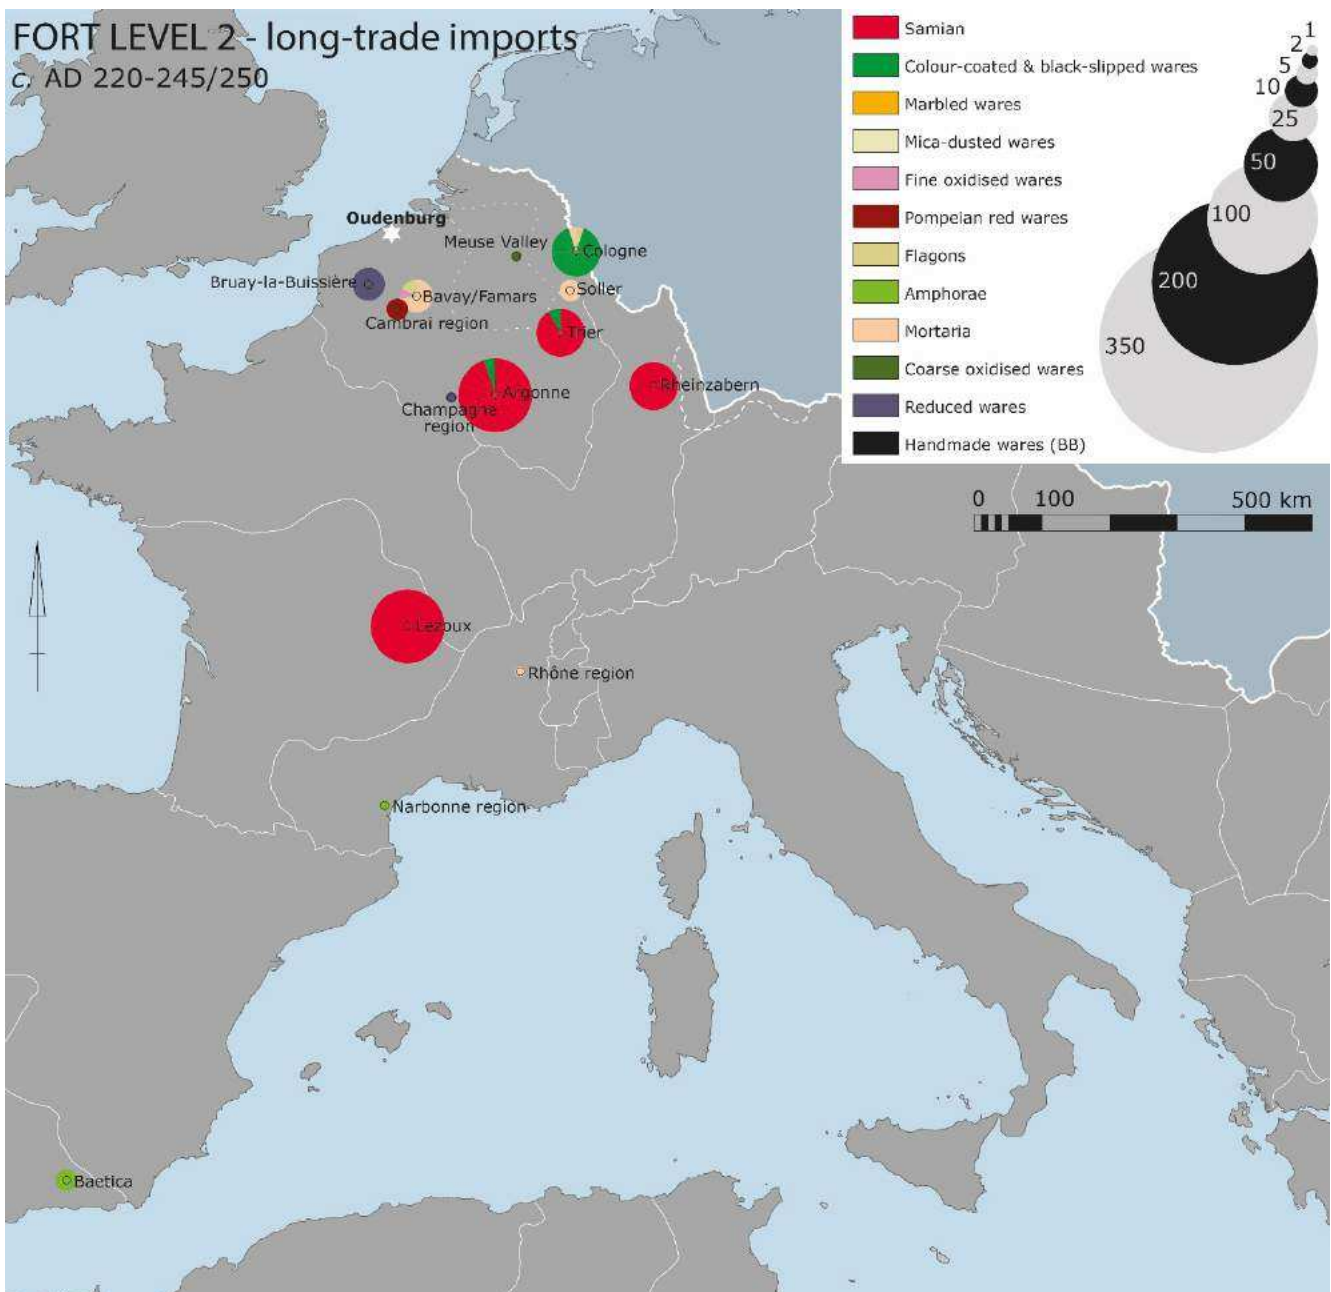 FORT LEVEL 2 - long-trade imports
c. AD 220-245/250
Samian
Colour-coated & black-slipped wares
Marbled wares
Mica-dusted wares
Fine oxidised wares
Pompeian red wares
Flagons
Amphorae
Mortaria
Coarse oxidised wares
Reduced wares
Handmade wares (BB)
1
2
5
10
25
50
100
200
350
0 100 500 km
Oudenburg
Meuse Valley
Cologne
Bruay-la-Buissière
Bavay/Famars
Soller
Cambrai region
Trier
Rheinzabern
Argonne
Champagne
region
Lezoux
Rhône region
Narbonne region
Baetica